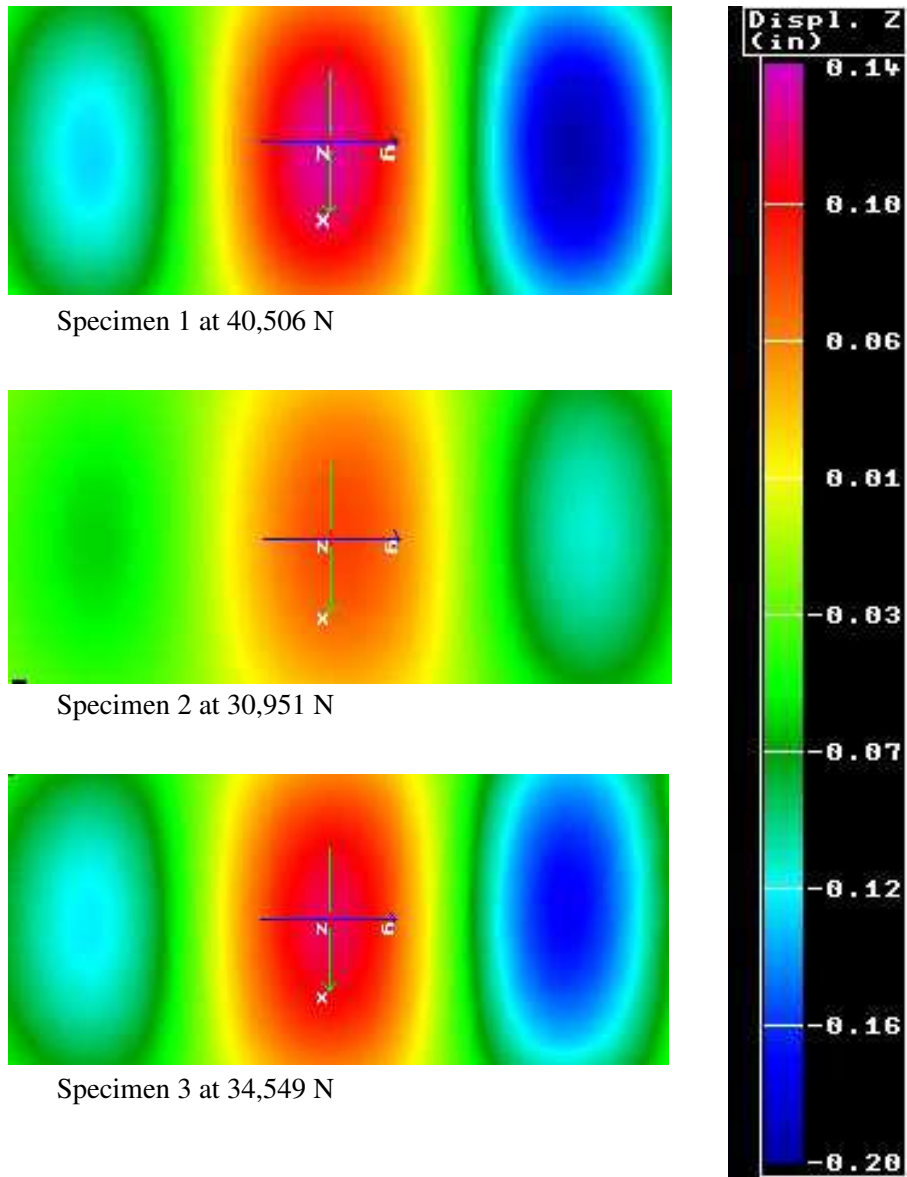 z
y
x
Specimen 1 at 40,506 N
z
y
x
Specimen 2 at 30,951 N
z
y
x
Specimen 3 at 34,549 N
Displ. Z
(in)
0.14
0.10
0.06
0.01
-0.03
-0.07
-0.12
-0.16
-0.20